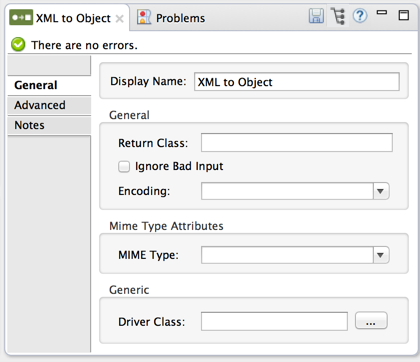 XML to Object
Problems
There are no errors.
General
Advanced
Notes
Display Name: XML to Object
General
Return Class:
Ignore Bad Input
Encoding:
Mime Type Attributes
MIME Type:
Generic
Driver Class: ...